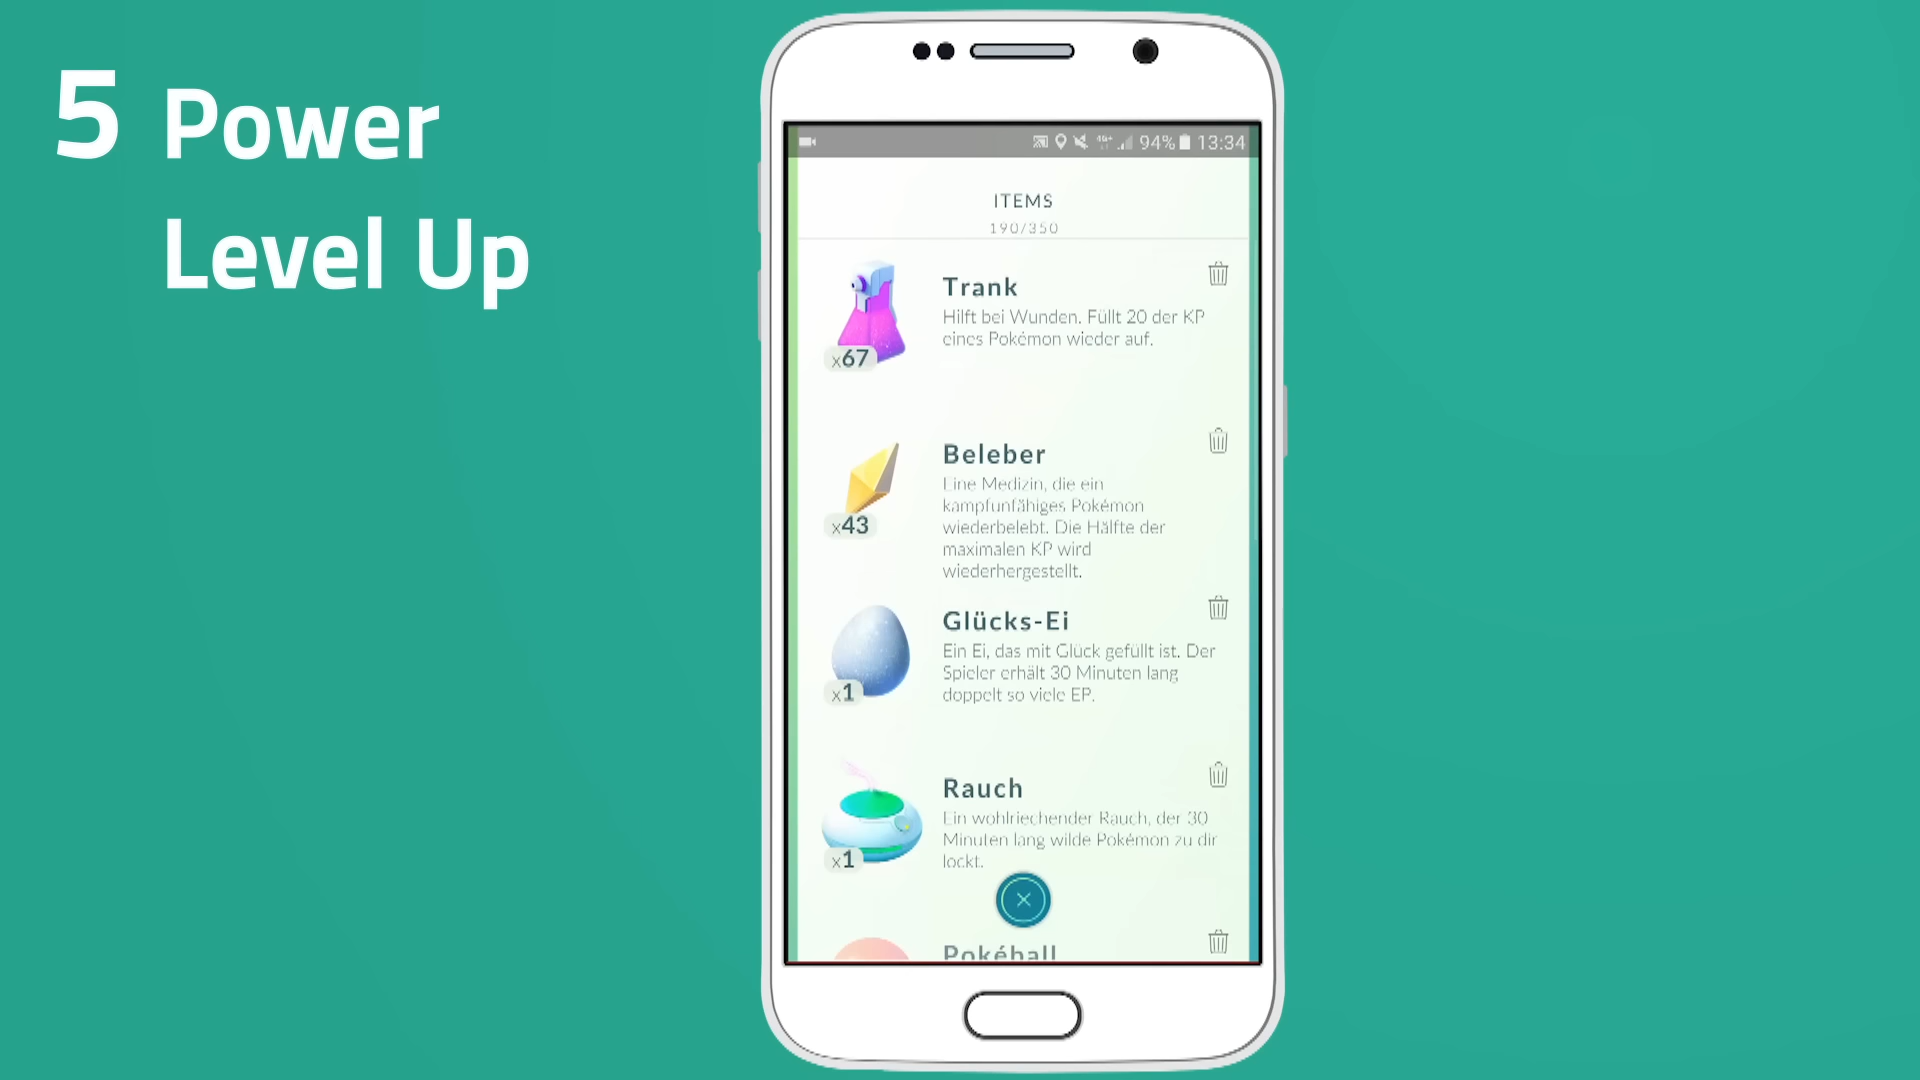 5 Power
Level Up
94% 13:34
ITEMS
190/350
Trank
Hilft bei Wunden. Füllt 20 der KP
eines Pokémon wieder auf.
x67
Beleber
Eine Medizin, die ein
kampfunfähiges Pokémon
wiederbelebt. Die Hälfte der
maximalen KP wird
wiederhergestellt.
x43
Glücks-Ei
Ein Ei, das mit Glück gefüllt ist. Der
Spieler erhält 30 Minuten lang
doppelt so viele EP.
x1
Rauch
Ein wohlriechender Rauch, der 30
Minuten lang wilde Pokémon zu dir
lockt.
x1
Pokéball